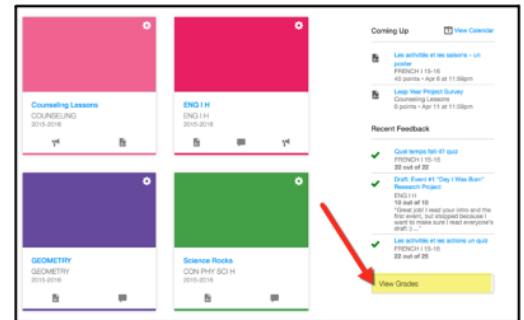 Counseling Lessons
COUNSELING
2015-2016
ENG I H
ENG I H
2015-2016
GEOMETRY
GEOMETRY
2015-2016
Science Rocks
CON PHY SCI H
2015-2016
Coming Up
View Calendar
Les activités et les saisons – un
poster
FRENCH I 15-16
45 points • Apr 6 at 11:59pm
Leap Year Project Survey
Counseling Lessons
5 points • Apr 11 at 11:59pm
Recent Feedback
Quel temps fait-il? quiz
FRENCH I 15-16
22 out of 22
Draft: Event #1 "Day I Was Born"
Research Project
ENG I H
10 out of 10
"Great job! I read your intro and the
first event, but stopped because I
want to make sure I read everyone's
draft :) ..."
Les activités et les actions un quiz
FRENCH I 15-16
22 out of 25
View Grades